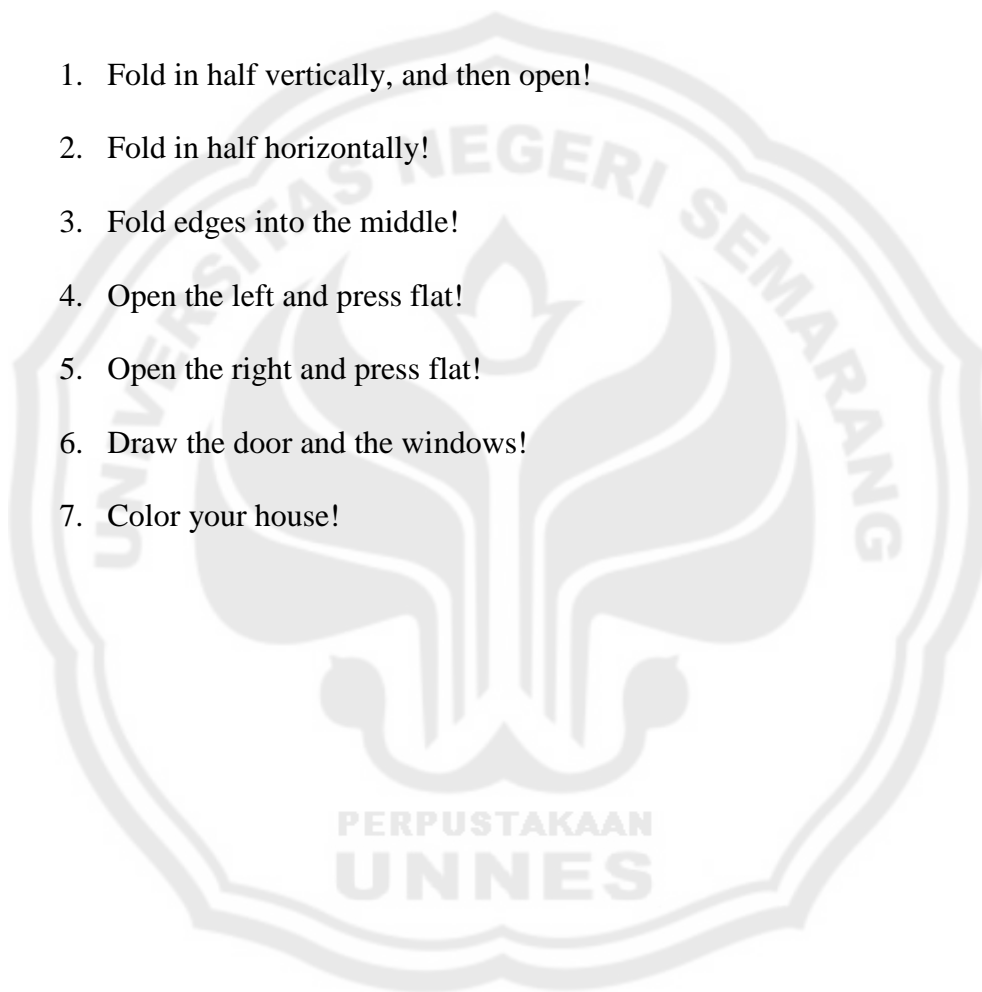 1. Fold in half vertically, and then open!
2. Fold in half horizontally!
3. Fold edges into the middle!
4. Open the left and press flat!
5. Open the right and press flat!
6. Draw the door and the windows!
7. Color your house!
UNIVERSITAS NEGERI SEMARANG
PERPUSTAKAAN
UNNES